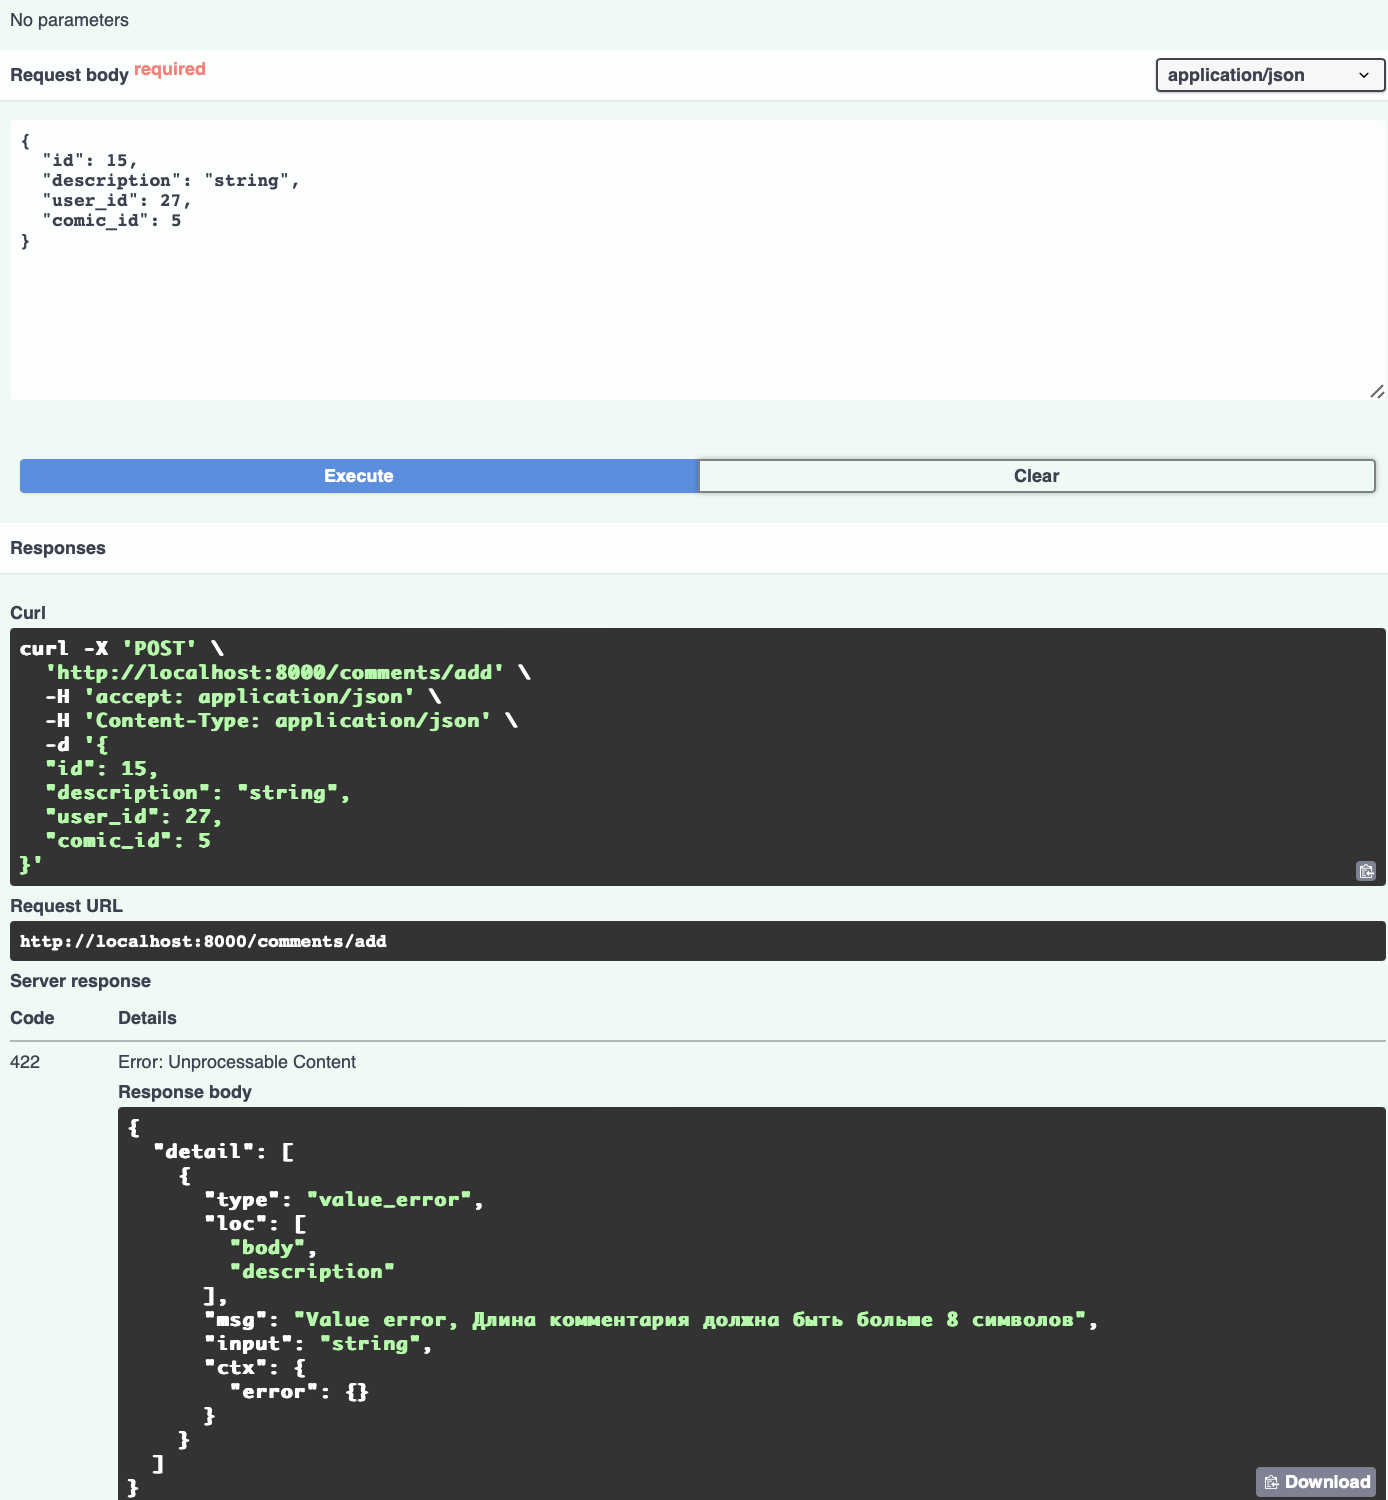 No parameters
Request body required
application/json
{
  "id": 15,
  "description": "string",
  "user_id": 27,
  "comic_id": 5
}
Execute
Clear
Responses
Curl
curl -X 'POST' \
  'http://localhost:8000/comments/add' \
  -H 'accept: application/json' \
  -H 'Content-Type: application/json' \
  -d '{
  "id": 15,
  "description": "string",
  "user_id": 27,
  "comic_id": 5
}'
Request URL
http://localhost:8000/comments/add
Server response
Code Details
422 Error: Unprocessable Content
Response body
{
  "detail": [
    {
      "type": "value_error",
      "loc": [
        "body",
        "description"
      ],
      "msg": "Value error, Длина комментария должна быть больше 8 символов",
      "input": "string",
      "ctx": {
        "error": {}
      }
    }
  ]
}
Download